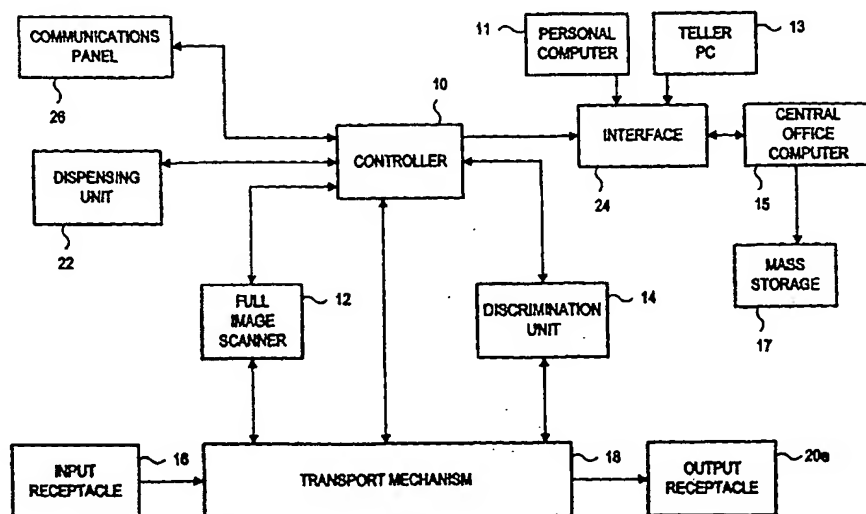 COMMUNICATIONS
PANEL
26
11
PERSONAL
COMPUTER
TELLER
PC
13
10
CONTROLLER
INTERFACE
24
CENTRAL
OFFICE
COMPUTER
15
DISPENSING
UNIT
22
FULL
IMAGE
SCANNER
12
DISCRIMINATION
UNIT
14
MASS
STORAGE
17
INPUT
RECEPTACLE
16
TRANSPORT MECHANISM
18
OUTPUT
RECEPTACLE
20a